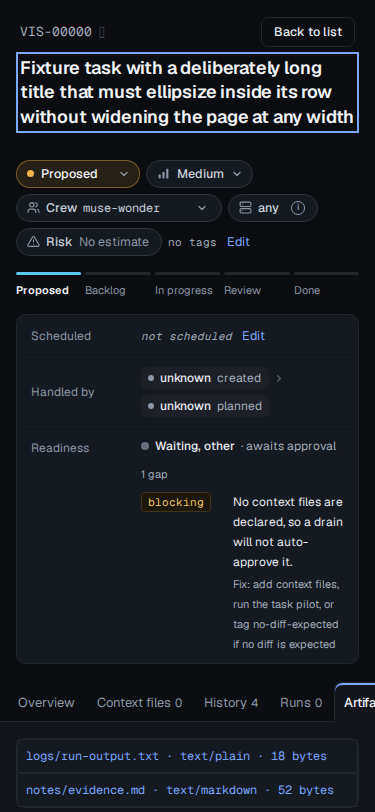 VIS-00000
Back to list
Fixture task with a deliberately long
title that must ellipsize inside its row
without widening the page at any width
Proposed
Medium
Crew muse-wonder
any
Risk No estimate
no tags
Edit
Proposed
Backlog
In progress
Review
Done
Scheduled
not scheduled Edit
Handled by
unknown created
unknown planned
Readiness
Waiting, other · awaits approval
1 gap
blocking
No context files are
declared, so a drain
will not auto-
approve it.
Fix: add context files,
run the task pilot, or
tag no-diff-expected
if no diff is expected
Overview
Context files 0
History 4
Runs 0
Artifa
logs/run-output.txt · text/plain · 18 bytes
notes/evidence.md · text/markdown · 52 bytes